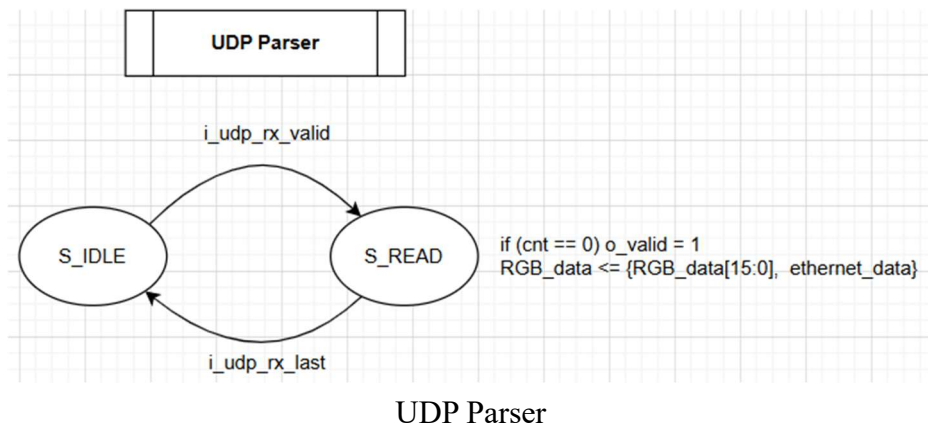 UDP Parser
i_udp_rx_valid
S_IDLE
S_READ
if (cnt == 0) o_valid = 1
RGB_data <= {RGB_data[15:0], ethernet_data}
i_udp_rx_last
UDP Parser